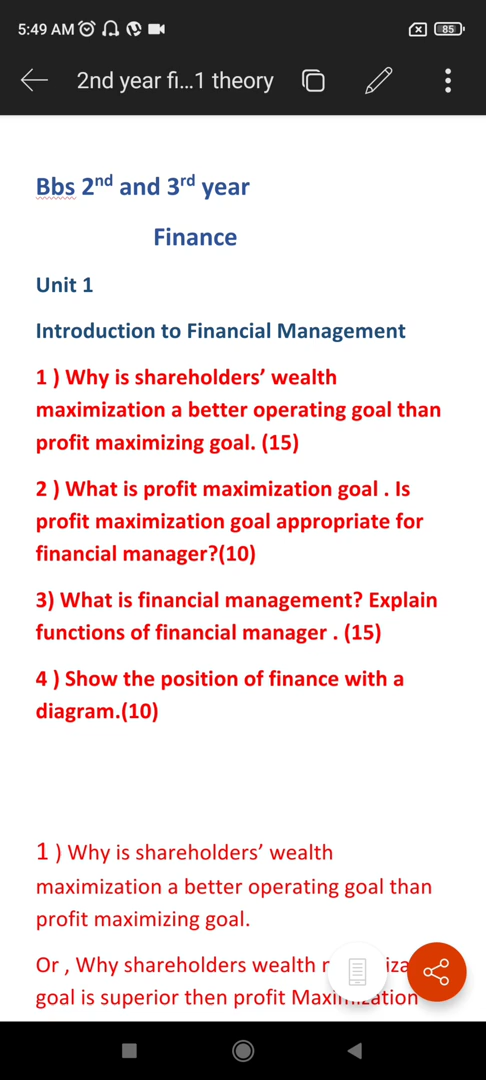 5:49 AM
85
2nd year fi...1 theory
Bbs 2nd and 3rd year
Finance
Unit 1
Introduction to Financial Management
1 ) Why is shareholders’ wealth
maximization a better operating goal than
profit maximizing goal. (15)
2 ) What is profit maximization goal . Is
profit maximization goal appropriate for
financial manager?(10)
3) What is financial management? Explain
functions of financial manager . (15)
4 ) Show the position of finance with a
diagram.(10)
1 ) Why is shareholders’ wealth
maximization a better operating goal than
profit maximizing goal.
Or , Why shareholders wealth
goal is superior then profit